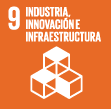 9 INDUSTRIA,
INNOVACIÓN E
INFRAESTRUCTURA